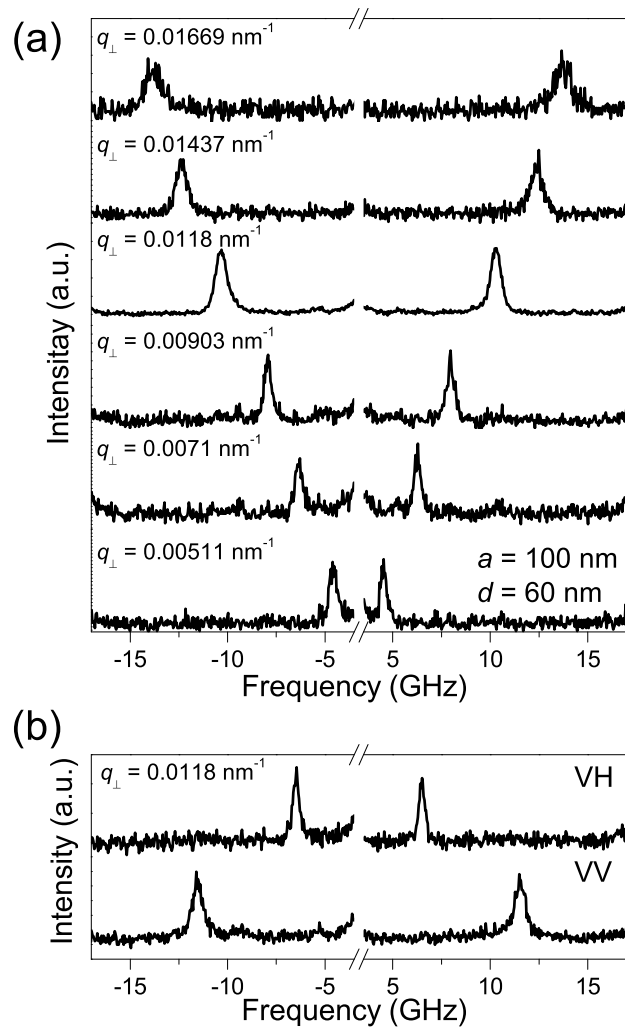 (a)
q⊥ = 0.01669 nm⁻¹
q⊥ = 0.01437 nm⁻¹
q⊥ = 0.0118 nm⁻¹
q⊥ = 0.00903 nm⁻¹
q⊥ = 0.0071 nm⁻¹
q⊥ = 0.00511 nm⁻¹
a = 100 nm
d = 60 nm
Intensitay (a.u.)
-15 -10 -5 5 10 15
Frequency (GHz)
(b)
q⊥ = 0.0118 nm⁻¹
VH
VV
Intensity (a.u.)
-15 -10 -5 5 10 15
Frequency (GHz)